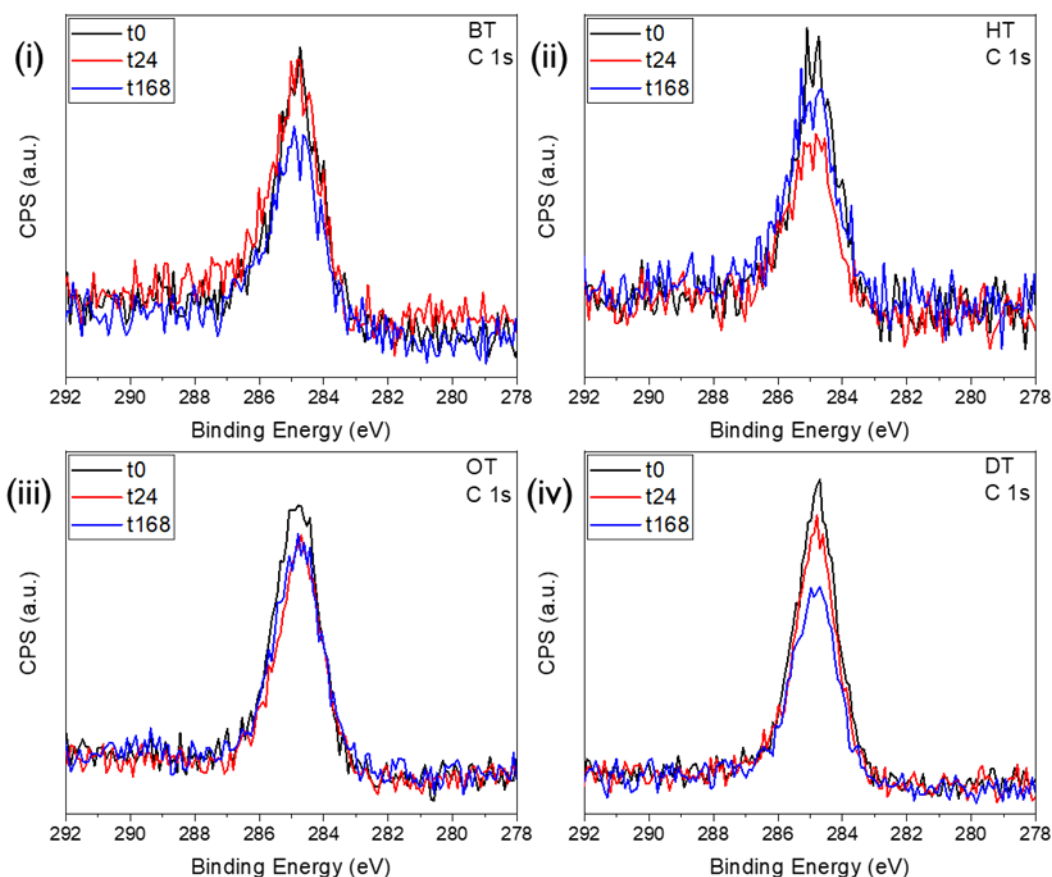 (i)
t0
t24
t168
BT
C 1s
CPS (a.u.)
292 290 288 286 284 282 280 278
Binding Energy (eV)
(ii)
t0
t24
t168
HT
C 1s
CPS (a.u.)
292 290 288 286 284 282 280 278
Binding Energy (eV)
(iii)
t0
t24
t168
OT
C 1s
CPS (a.u.)
292 290 288 286 284 282 280 278
Binding Energy (eV)
(iv)
t0
t24
t168
DT
C 1s
CPS (a.u.)
292 290 288 286 284 282 280 278
Binding Energy (eV)